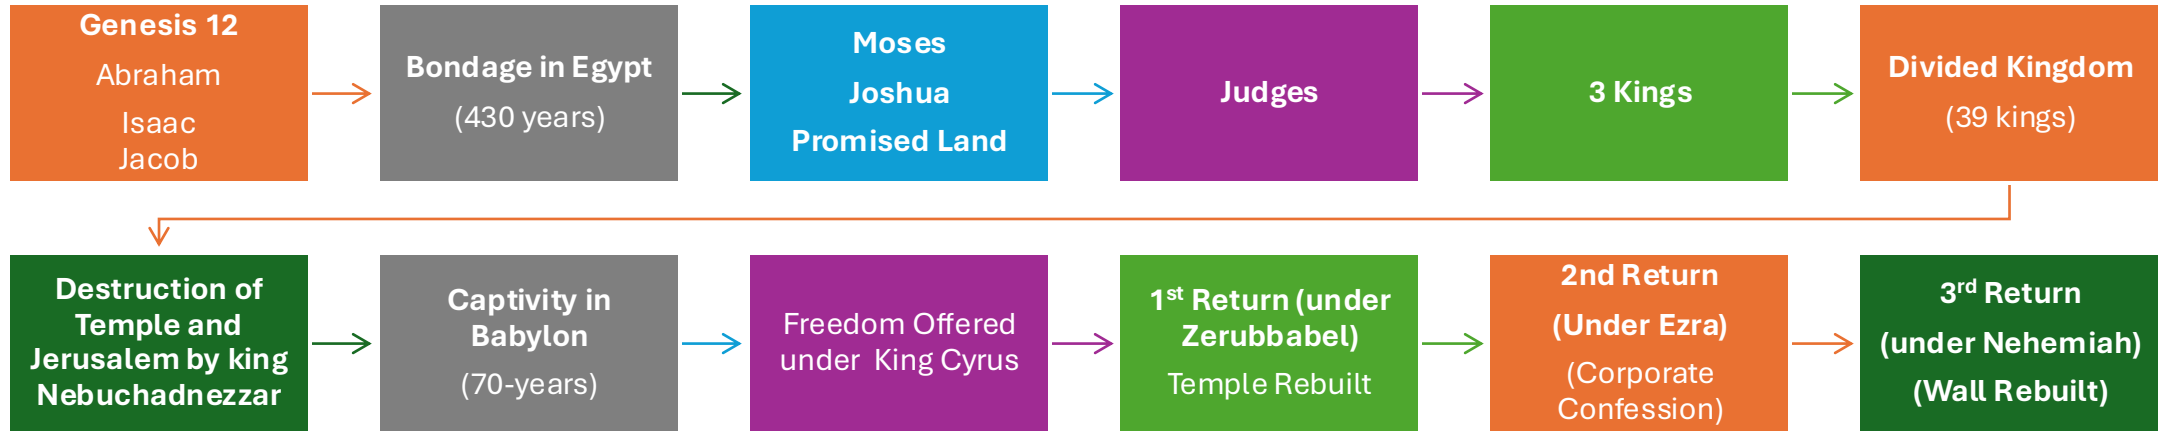 Genesis 12
Abraham
Isaac
Jacob
Bondage in Egypt
(430 years)
Moses
Joshua
Promised Land
Judges
3 Kings
Divided Kingdom
(39 kings)
Destruction of
Temple and
Jerusalem by king
Nebuchadnezzar
Captivity in
Babylon
(70-years)
Freedom Offered
under King Cyrus
1st Return (under
Zerubbabel)
Temple Rebuilt
2nd Return
(Under Ezra)
(Corporate
Confession)
3rd Return
(under Nehemiah)
(Wall Rebuilt)